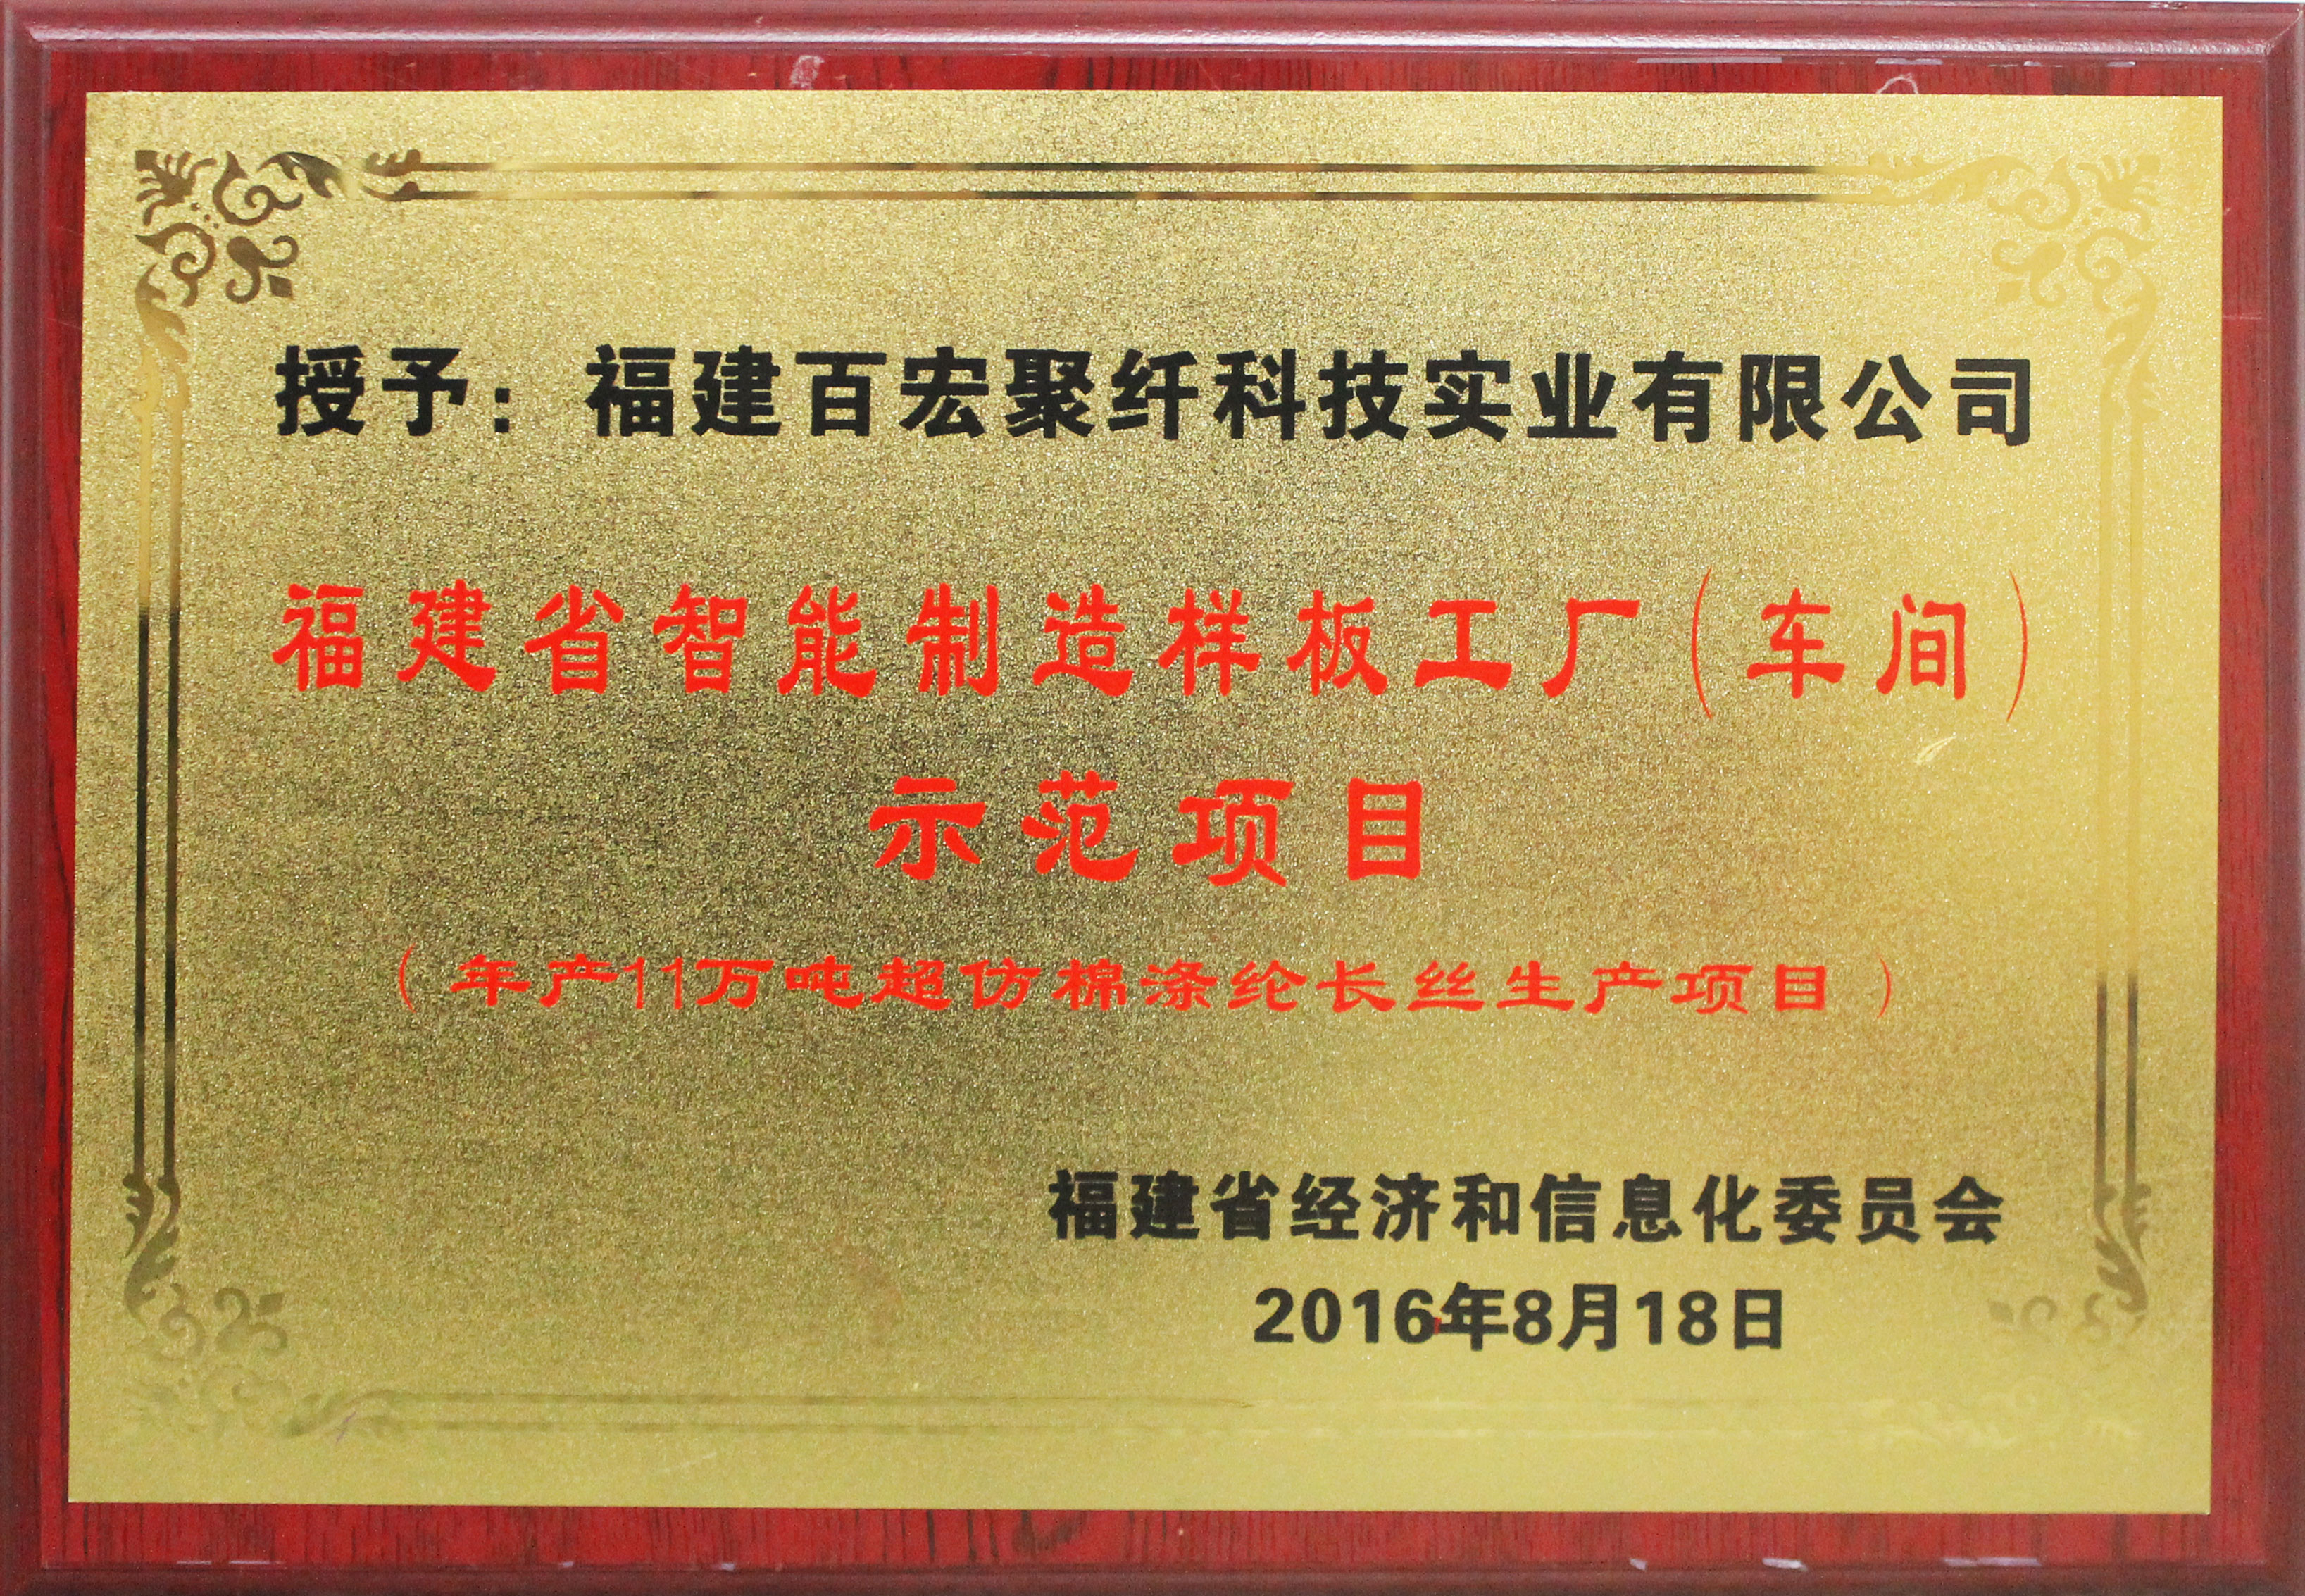 授予：福建百宏聚纤科技实业有限公司
福建省智能制造样板工厂（车间）
示范项目
（年产11万吨超仿棉涤纶长丝生产项目）
福建省经济和信息化委员会
2016年8月18日